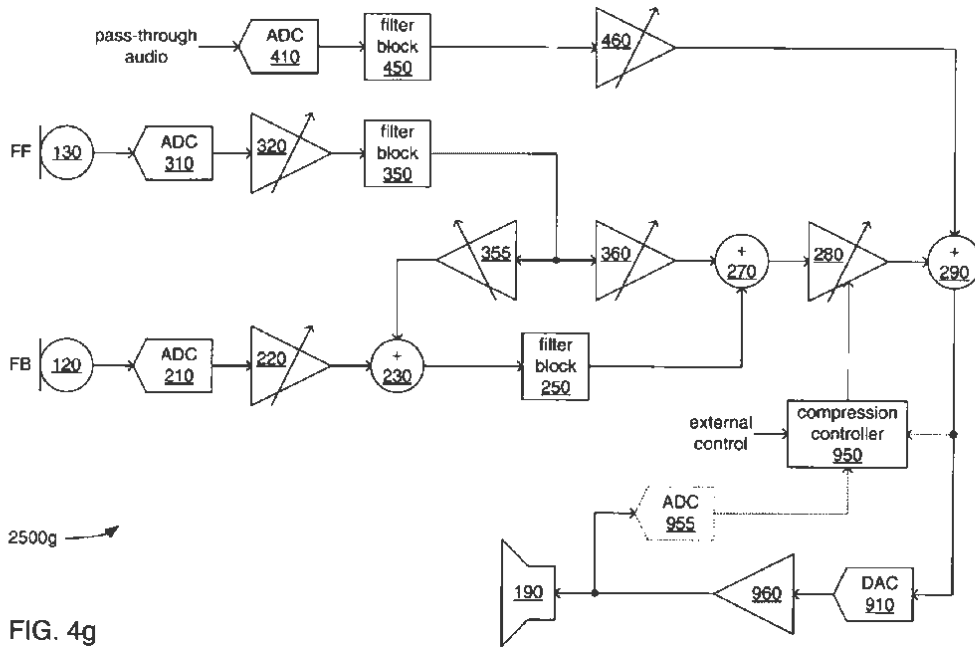 pass-through
audio
ADC
410
filter
block
450
460
FF
130
ADC
310
320
filter
block
350
355
360
+
270
280
+
290
FB
120
ADC
210
220
+
230
filter
block
250
external
control
compression
controller
950
ADC
955
2500g
190
960
DAC
910
FIG. 4g